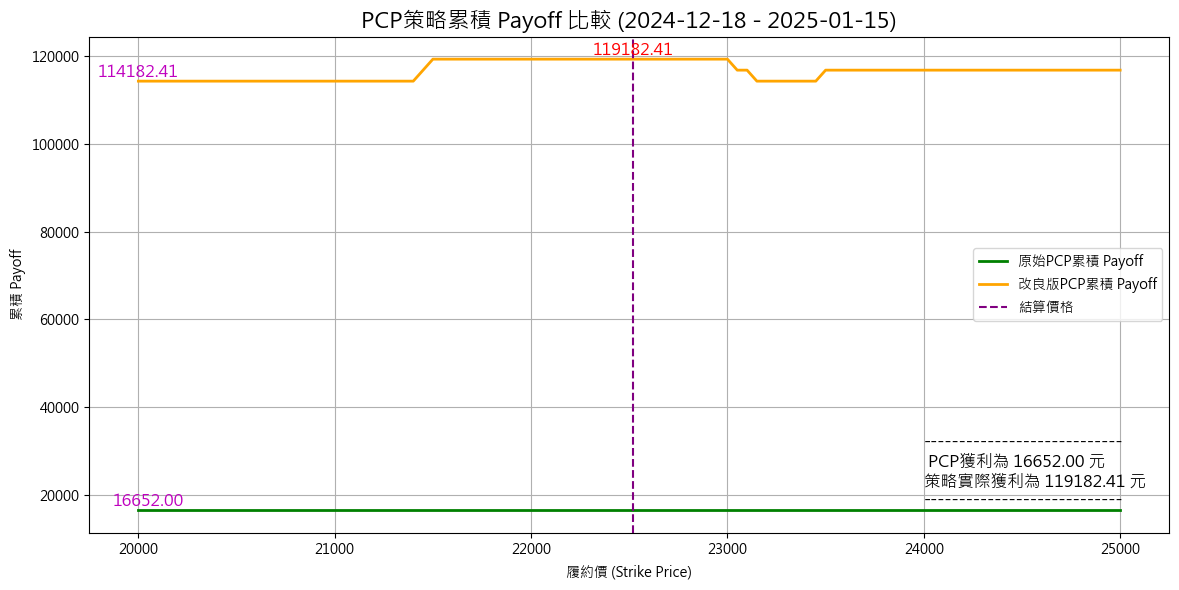 PCP策略累積 Payoff 比較 (2024-12-18 - 2025-01-15)
120000
119182.41
114182.41
100000
80000
累積 Payoff
60000
原始PCP累積 Payoff
改良版PCP累積 Payoff
結算價格
40000
PCP獲利為 16652.00 元
策略實際獲利為 119182.41 元
20000
16652.00
20000 21000 22000 23000 24000 25000
履約價 (Strike Price)